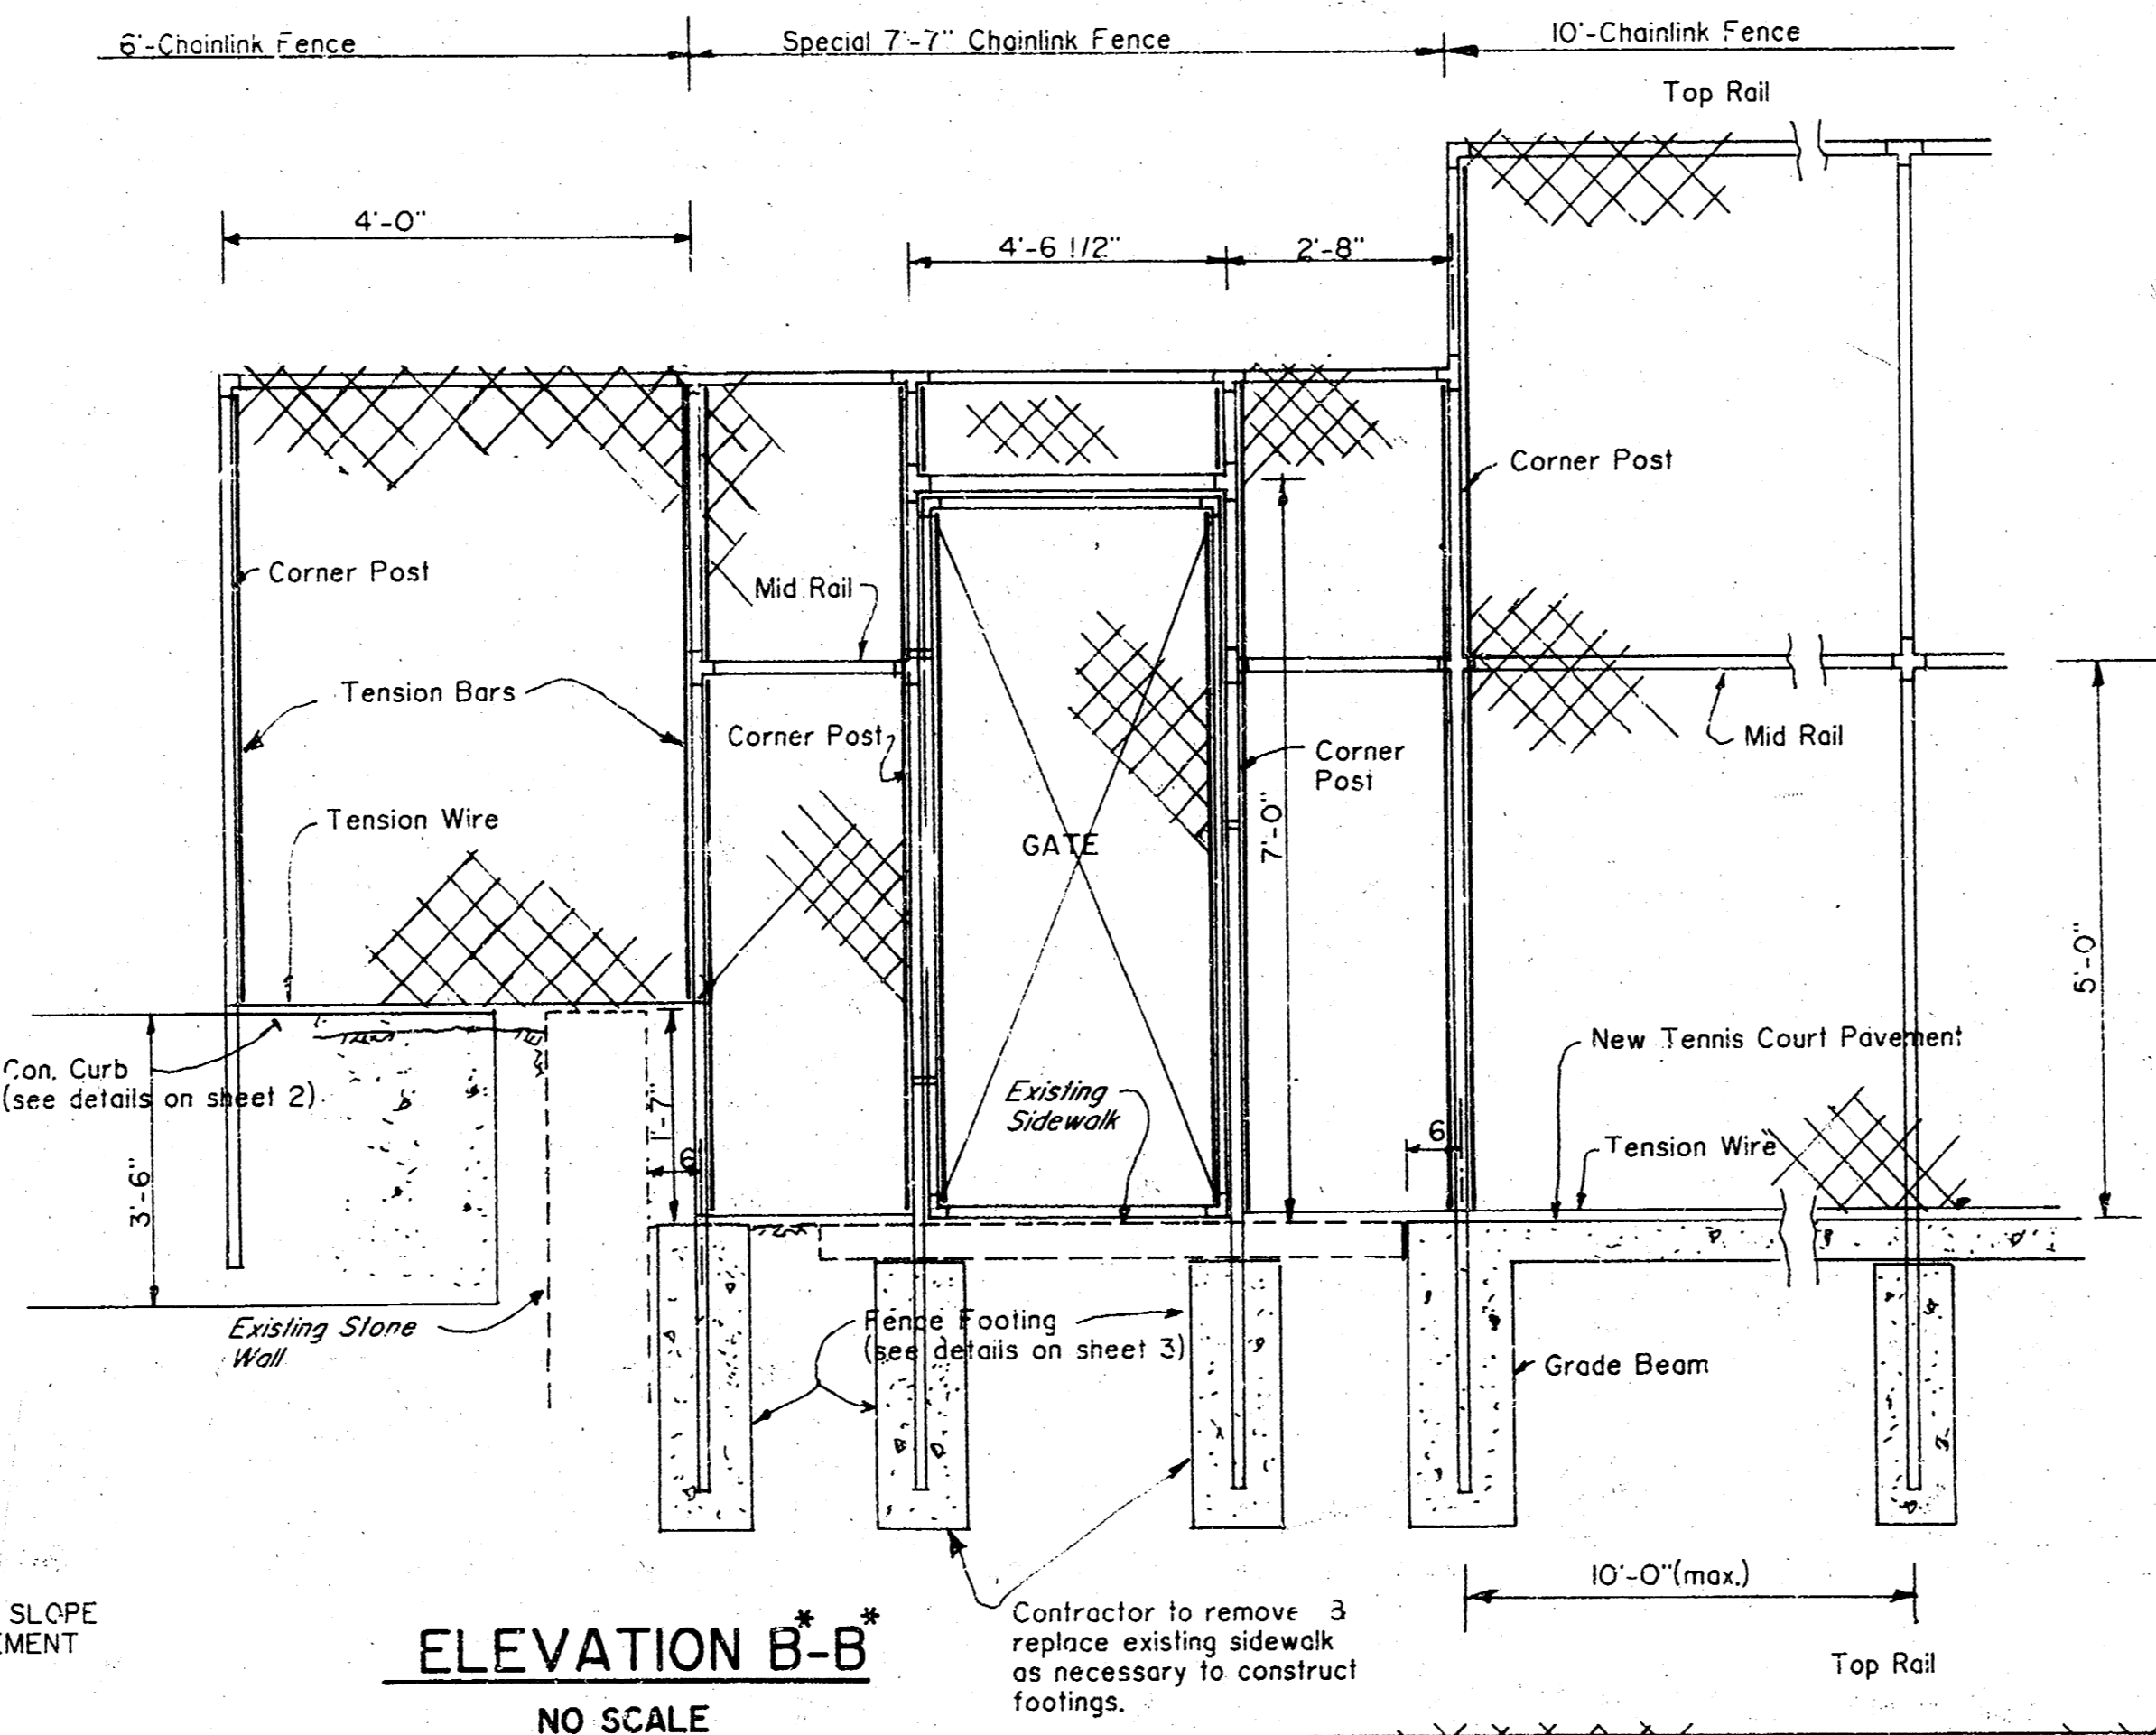 6'-Chainlink Fence
Special 7'-7" Chainlink Fence
10'-Chainlink Fence
Top Rail
4'-0"
4'-6 1/2"
2'-8"
Corner Post
Corner Post
Mid Rail
Tension Bars
Corner Post
Corner
Post
Mid Rail
Tension Wire
GATE
7'-0"
5'-0"
New Tennis Court Pavement
Con. Curb
(see details on sheet 2)
1'-7"
Existing
Sidewalk
6
6"
Tension Wire
3'-6"
Existing Stone
Wall
Fence Footing
(see details on sheet 3)
Grade Beam
10'-0"(max.)
SLOPE
EMENT
ELEVATION B*-B*
NO SCALE
Contractor to remove &
replace existing sidewalk
as necessary to construct
footings.
Top Rail